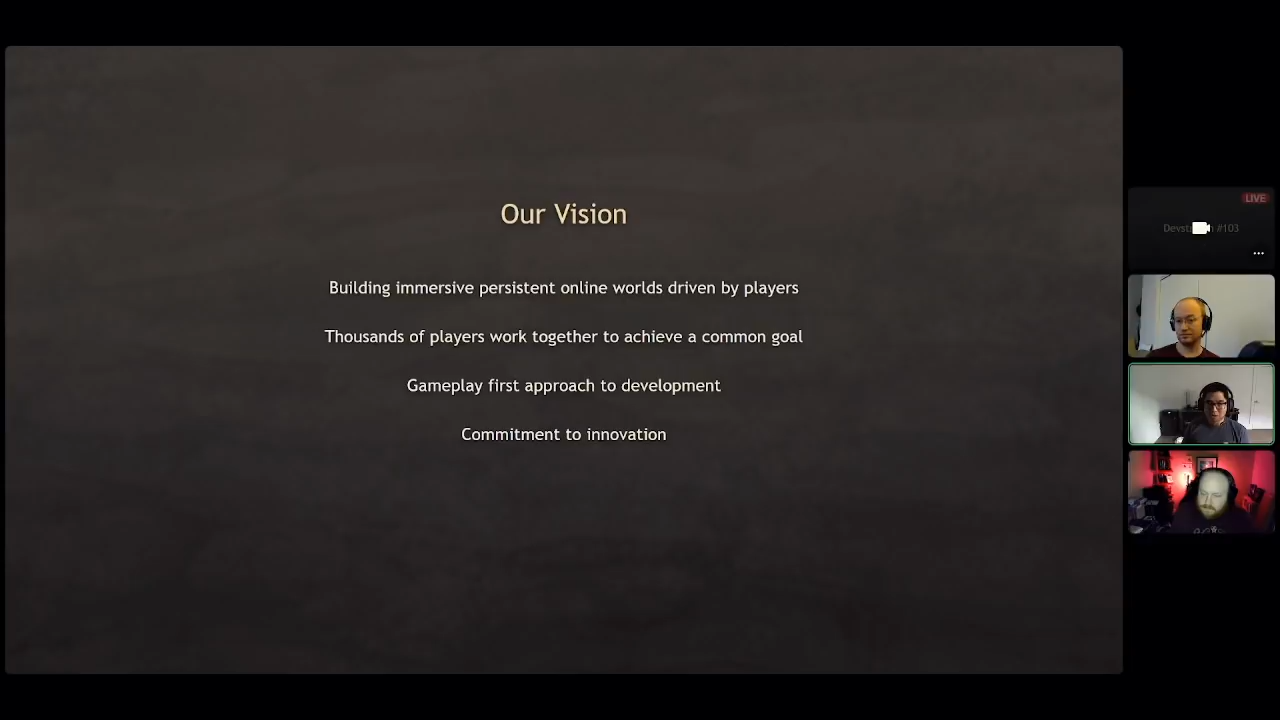 Our Vision
Building immersive persistent online worlds driven by players
Thousands of players work together to achieve a common goal
Gameplay first approach to development
Commitment to innovation
LIVE
#103